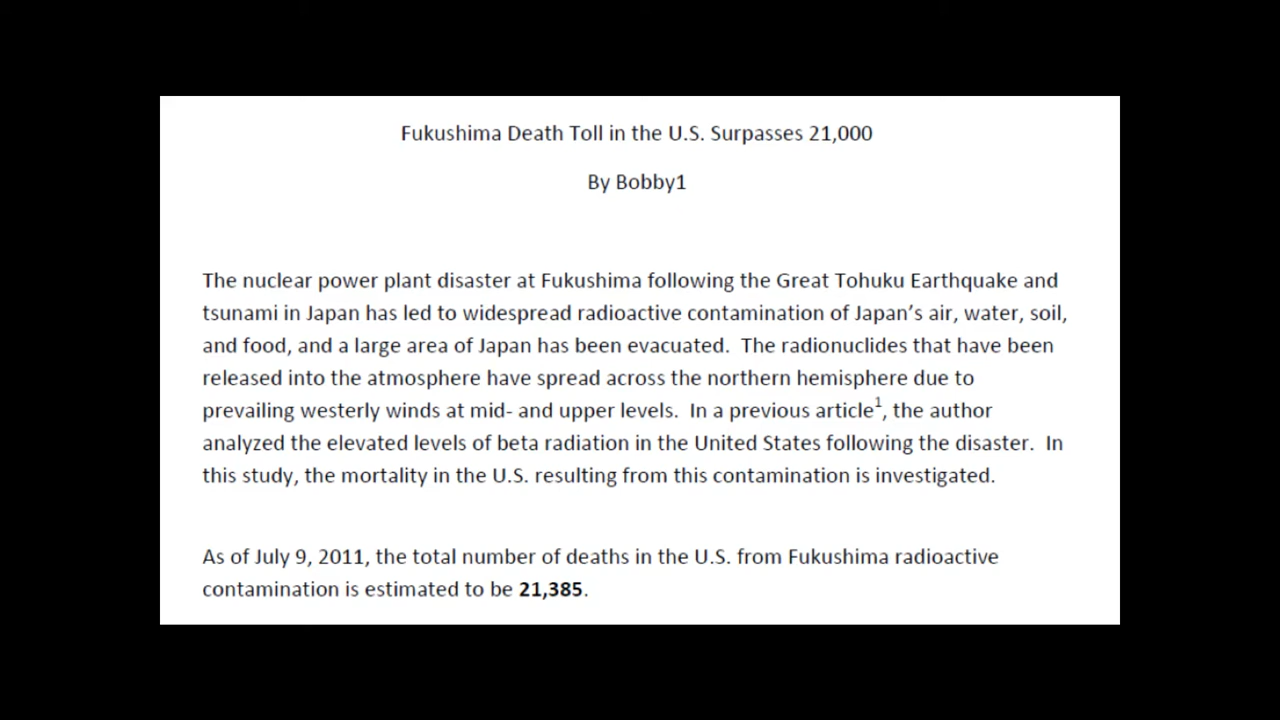 Fukushima Death Toll in the U.S. Surpasses 21,000
By Bobby1
The nuclear power plant disaster at Fukushima following the Great Tohuku Earthquake and
tsunami in Japan has led to widespread radioactive contamination of Japan’s air, water, soil,
and food, and a large area of Japan has been evacuated.  The radionuclides that have been
released into the atmosphere have spread across the northern hemisphere due to
prevailing westerly winds at mid- and upper levels.  In a previous article¹, the author
analyzed the elevated levels of beta radiation in the United States following the disaster.  In
this study, the mortality in the U.S. resulting from this contamination is investigated.
As of July 9, 2011, the total number of deaths in the U.S. from Fukushima radioactive
contamination is estimated to be 21,385.